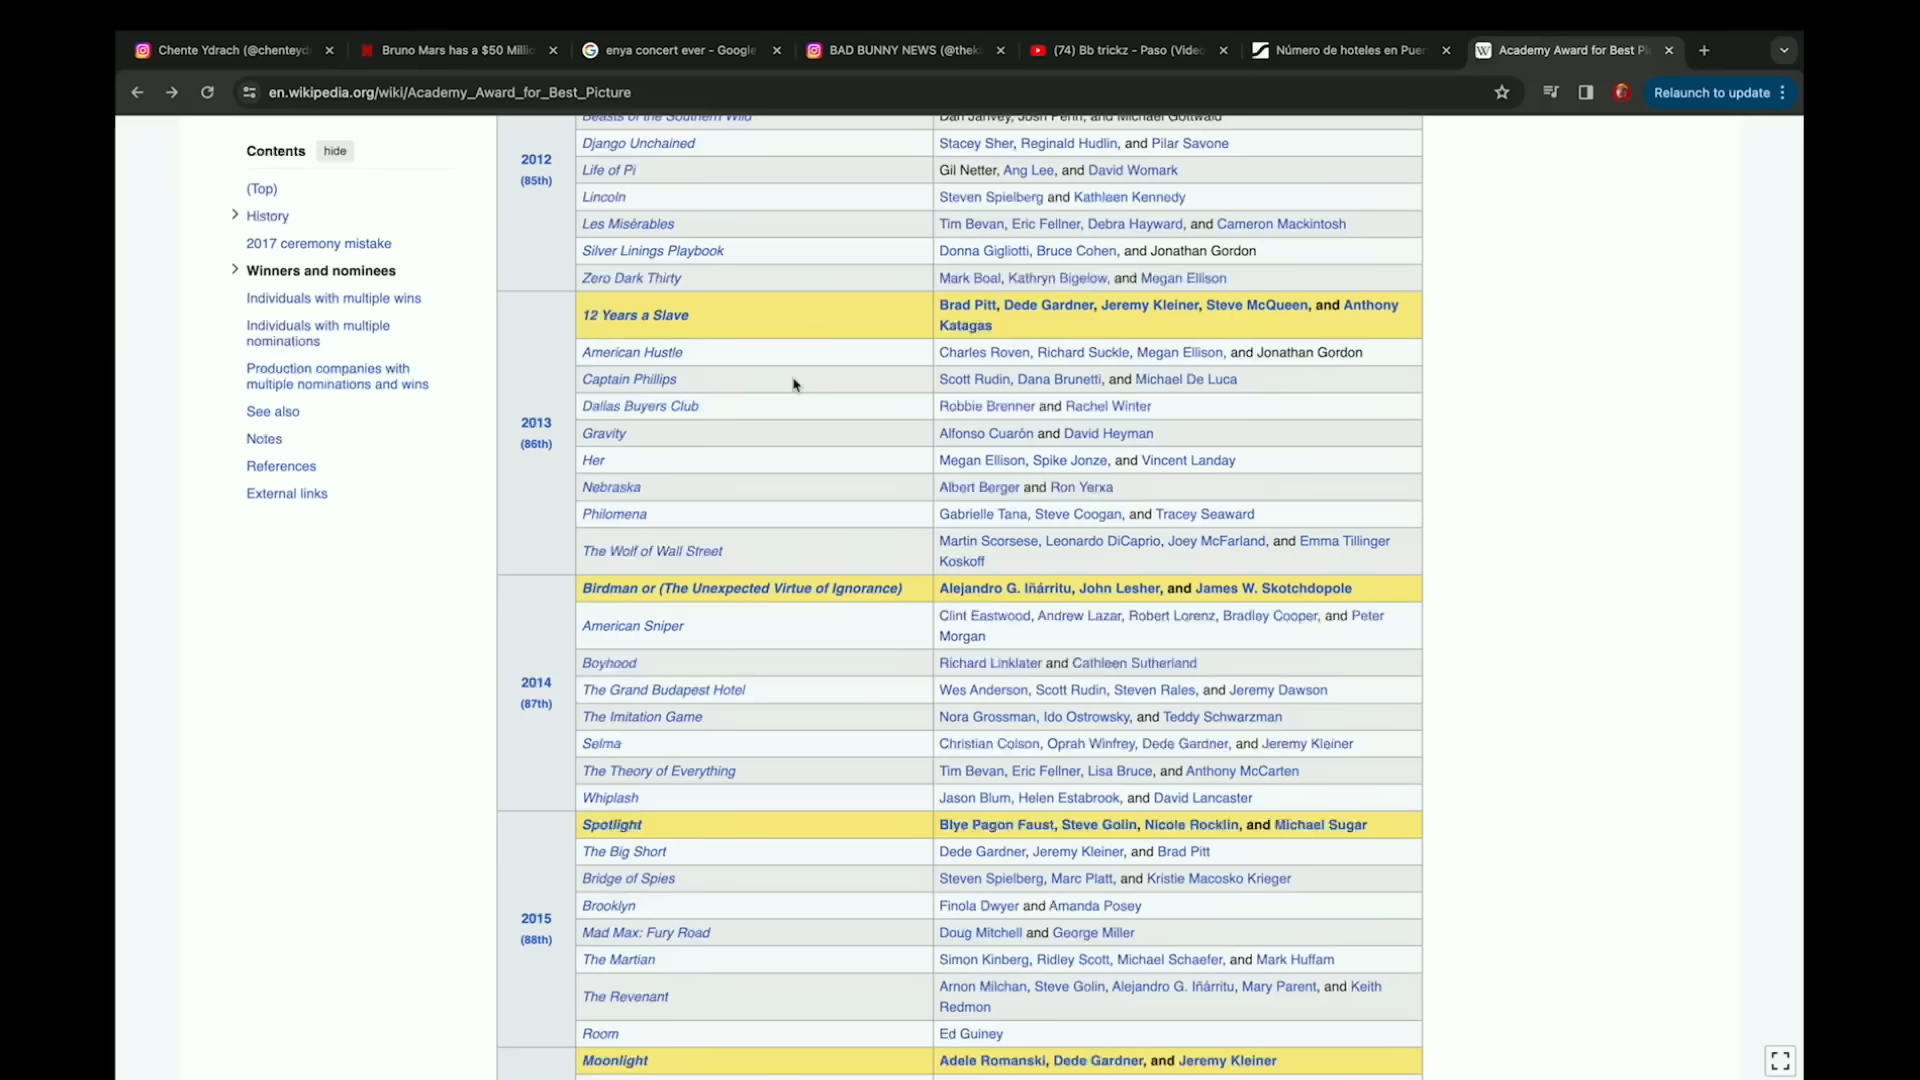 Chente Ydrach (@chenteyd
Bruno Mars has a $50 Millic
enya concert ever - Google
BAD BUNNY NEWS (@theki
(74) Bb trickz - Paso (Video
Número de hoteles en Puer
Academy Award for Best Pi
en.wikipedia.org/wiki/Academy_Award_for_Best_Picture
Relaunch to update
Contents hide
(Top)
History
2017 ceremony mistake
Winners and nominees
Individuals with multiple wins
Individuals with multiple
nominations
Production companies with
multiple nominations and wins
See also
Notes
References
External links
2012
(85th)
Beasts of the Southern Wild Dan Janvey, Josh Penn, and Michael Gottwald
Django Unchained Stacey Sher, Reginald Hudlin, and Pilar Savone
Life of Pi Gil Netter, Ang Lee, and David Womark
Lincoln Steven Spielberg and Kathleen Kennedy
Les Misérables Tim Bevan, Eric Fellner, Debra Hayward, and Cameron Mackintosh
Silver Linings Playbook Donna Gigliotti, Bruce Cohen, and Jonathan Gordon
Zero Dark Thirty Mark Boal, Kathryn Bigelow, and Megan Ellison
2013
(86th)
12 Years a Slave Brad Pitt, Dede Gardner, Jeremy Kleiner, Steve McQueen, and Anthony
Katagas
American Hustle Charles Roven, Richard Suckle, Megan Ellison, and Jonathan Gordon
Captain Phillips Scott Rudin, Dana Brunetti, and Michael De Luca
Dallas Buyers Club Robbie Brenner and Rachel Winter
Gravity Alfonso Cuarón and David Heyman
Her Megan Ellison, Spike Jonze, and Vincent Landay
Nebraska Albert Berger and Ron Yerxa
Philomena Gabrielle Tana, Steve Coogan, and Tracey Seaward
The Wolf of Wall Street Martin Scorsese, Leonardo DiCaprio, Joey McFarland, and Emma Tillinger
Koskoff
2014
(87th)
Birdman or (The Unexpected Virtue of Ignorance) Alejandro G. Iñárritu, John Lesher, and James W. Skotchdopole
American Sniper Clint Eastwood, Andrew Lazar, Robert Lorenz, Bradley Cooper, and Peter
Morgan
Boyhood Richard Linklater and Cathleen Sutherland
The Grand Budapest Hotel Wes Anderson, Scott Rudin, Steven Rales, and Jeremy Dawson
The Imitation Game Nora Grossman, Ido Ostrowsky, and Teddy Schwarzman
Selma Christian Colson, Oprah Winfrey, Dede Gardner, and Jeremy Kleiner
The Theory of Everything Tim Bevan, Eric Fellner, Lisa Bruce, and Anthony McCarten
Whiplash Jason Blum, Helen Estabrook, and David Lancaster
2015
(88th)
Spotlight Blye Pagon Faust, Steve Golin, Nicole Rocklin, and Michael Sugar
The Big Short Dede Gardner, Jeremy Kleiner, and Brad Pitt
Bridge of Spies Steven Spielberg, Marc Platt, and Kristie Macosko Krieger
Brooklyn Finola Dwyer and Amanda Posey
Mad Max: Fury Road Doug Mitchell and George Miller
The Martian Simon Kinberg, Ridley Scott, Michael Schaefer, and Mark Huffam
The Revenant Arnon Milchan, Steve Golin, Alejandro G. Iñárritu, Mary Parent, and Keith
Redmon
Room Ed Guiney
Moonlight Adele Romanski, Dede Gardner, and Jeremy Kleiner